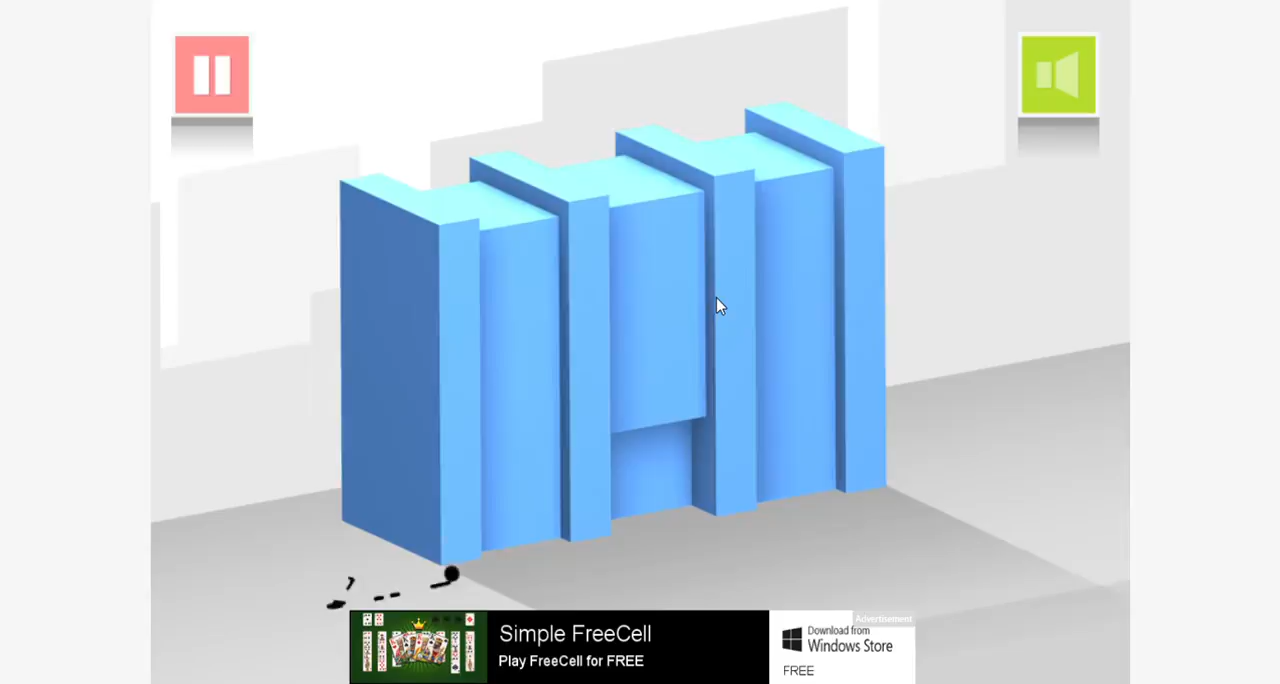 Advertisement
Simple FreeCell
Play FreeCell for FREE
Download from
Windows Store
FREE